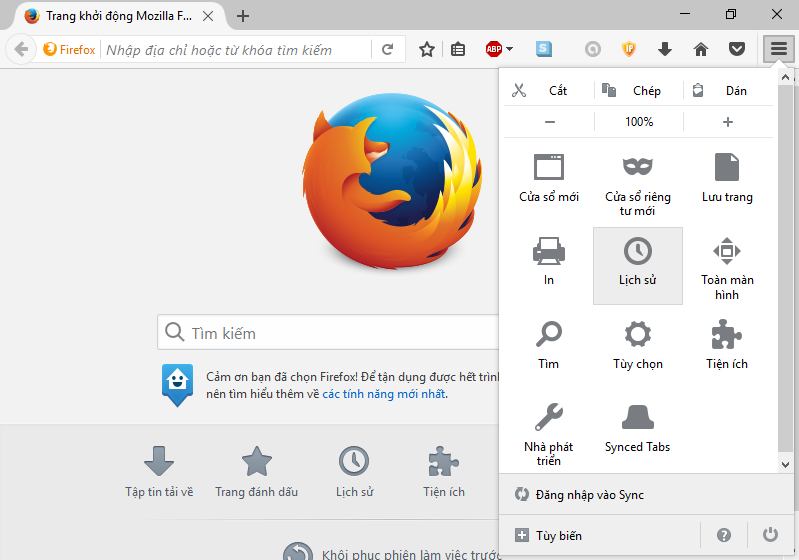 Trang khởi động Mozilla F...
Firefox
Nhập địa chỉ hoặc từ khóa tìm kiếm
ABP
S
IP
Cắt
Chép
Dán
100%
Cửa sổ mới
Cửa sổ riêng
tư mới
Lưu trang
In
Lịch sử
Toàn màn
hình
Tìm
Tùy chọn
Tiện ích
Nhà phát
triển
Synced Tabs
Đăng nhập vào Sync
Tùy biến
Tìm kiếm
Cảm ơn bạn đã chọn Firefox! Để tận dụng được hết
nên tìm hiểu thêm về các tính năng mới nhất.
Tập tin tải về
Trang đánh dấu
Lịch sử
Tiện ích
Khôi phục phiên làm việc trước